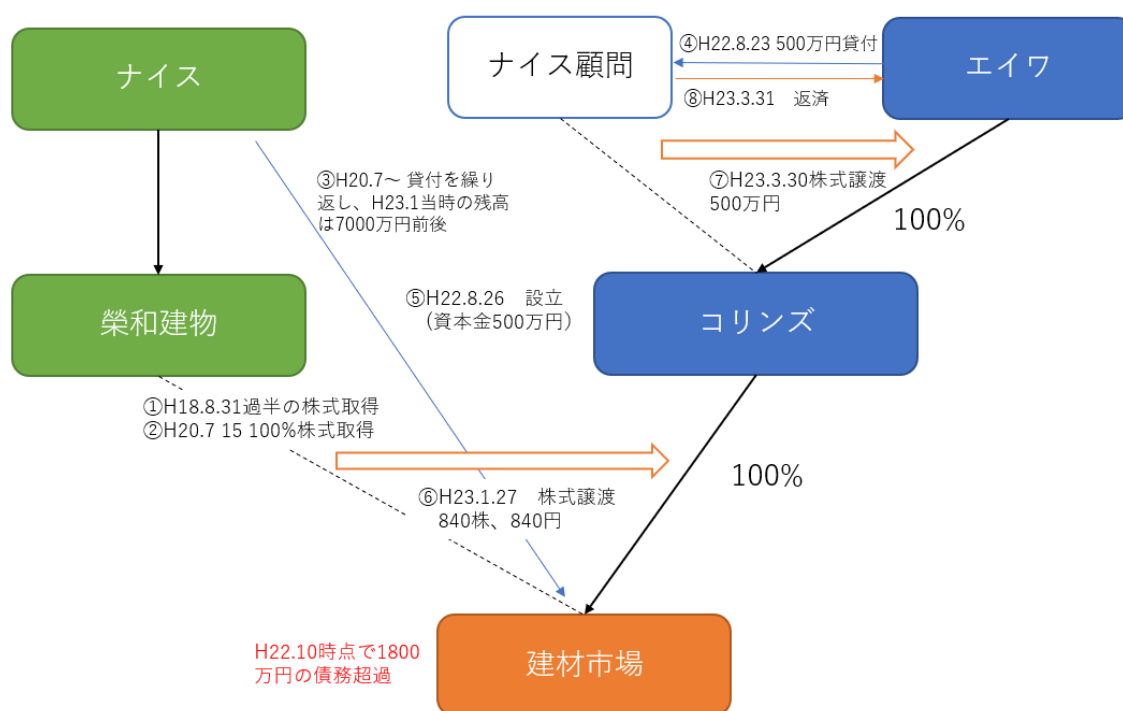 ナイス
ナイス顧問
④H22.8.23 500万円貸付
エイワ
⑧H23.3.31　返済
③H20.7～ 貸付を繰り
返し、H23.1当時の残高
は7000万円前後
⑦H23.3.30株式譲渡
500万円
100%
榮和建物
⑤H22.8.26　設立
（資本金500万円）
コリンズ
①H18.8.31過半の株式取得
②H20.7 15 100%株式取得
100%
⑥H23.1.27　株式譲渡
840株、840円
H22.10時点で1800
万円の債務超過
建材市場